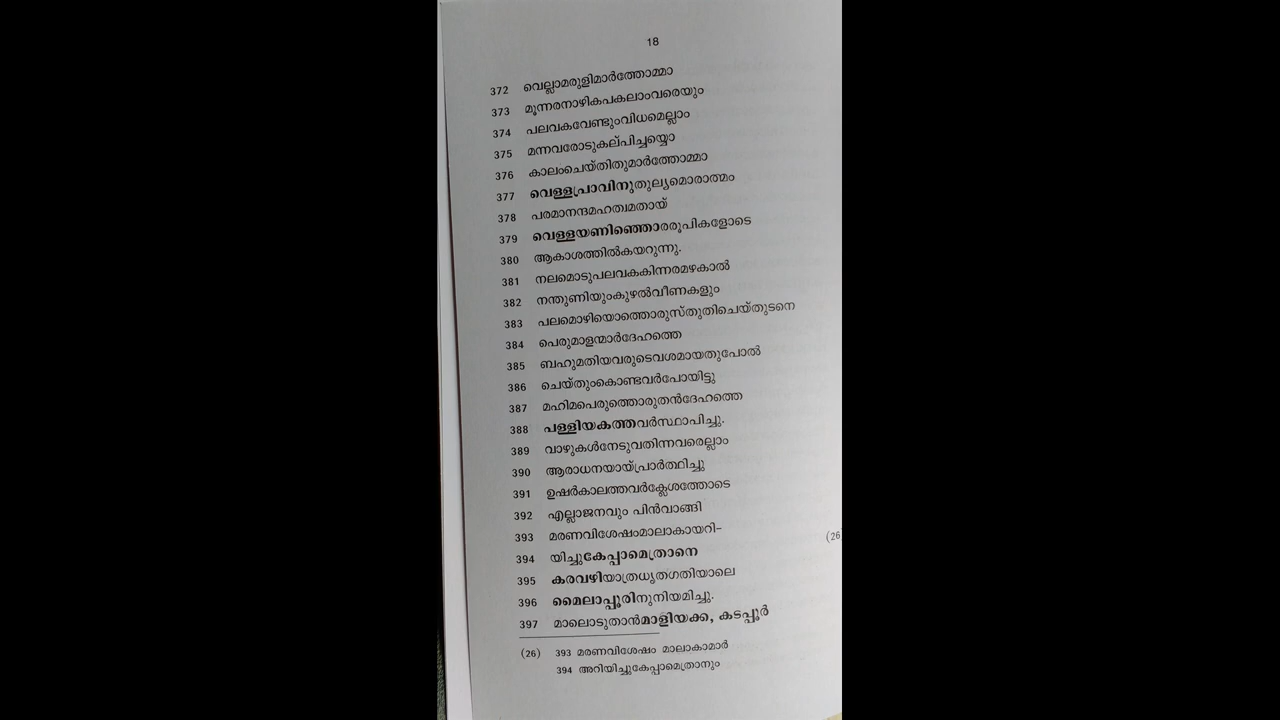 18
372 വെല്ലാമരുളിമാർത്തോമ്മാ
373 മൂന്നരനാഴികപകലാംവരെയും
374 പലവകവേണ്ടുംവിധമെല്ലാം
375 മന്നവരോടുകല്പിച്ചയ്യൊ
376 കാലംചെയ്തിതുമാർത്തോമ്മാ
377 വെള്ളപ്രാവിനുതുല്യമൊരാത്മം
378 പരമാനന്ദമഹത്വമതായ്
379 വെള്ളയണിഞ്ഞൊരരൂപികളോടെ
380 ആകാശത്തിൽകയറുന്നു.
381 നലമൊടുപലവകകിന്നരമഴകാൽ
382 നന്തുണിയുംകുഴൽവീണകളും
383 പലമൊഴിയൊത്തൊരുസ്തുതിചെയ്തുടനെ
384 പെരുമാളന്മാർദേഹത്തെ
385 ബഹുമതിയവരുടെവശമായതുപോൽ
386 ചെയ്തുംകൊണ്ടവർപോയിട്ടു
387 മഹിമപെരുത്തൊരുതൻദേഹത്തെ
388 പള്ളിയകത്തവർസ്ഥാപിച്ചു.
389 വാഴുകൾനേടുവതിന്നവരെല്ലാം
390 ആരാധനയായ്പ്രാർത്ഥിച്ചു
391 ഉഷർകാലത്തവർക്ലേശത്തോടെ
392 എല്ലാജനവും പിൻവാങ്ങി
393 മരണവിശേഷംമാലാകായറി–
394 യിച്ചുകേപ്പാമെത്രാനെ (26)
395 കരവഴിയാത്രധൃതഗതിയാലെ
396 മൈലാപ്പൂരിനുനിയമിച്ചു.
397 മാലൊടുതാൻമാളിയക്ക, കടപ്പൂർ
(26) 393 മരണവിശേഷം മാലാകാമാർ
394 അറിയിച്ചുകേപ്പാമെത്രാനും